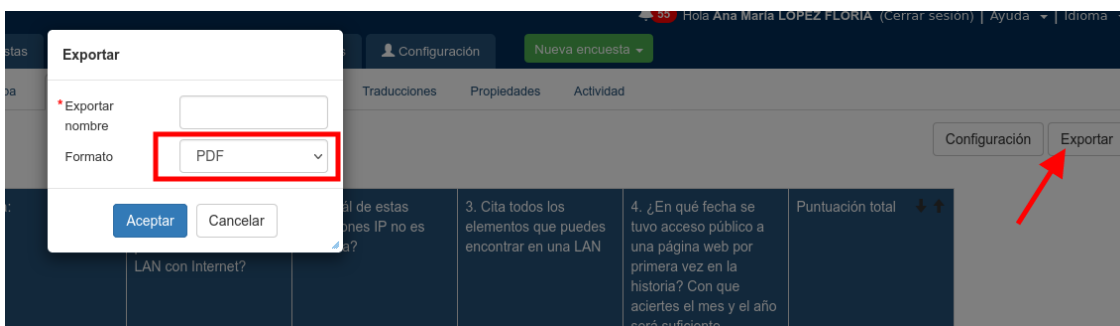 55 Hola Ana María LÓPEZ FLORIA (Cerrar sesión) | Ayuda | Idioma
stas
Configuración
Nueva encuesta
Traducciones
Propiedades
Actividad
Exportar
* Exportar
nombre
Formato
PDF
Aceptar
Cancelar
Configuración
Exportar
LAN con Internet?
de estas
ones IP no es
a?
3. Cita todos los
elementos que puedes
encontrar en una LAN
4. ¿En qué fecha se
tuvo acceso público a
una página web por
primera vez en la
historia? Con que
aciertes el mes y el año
será suficiente
Puntuación total